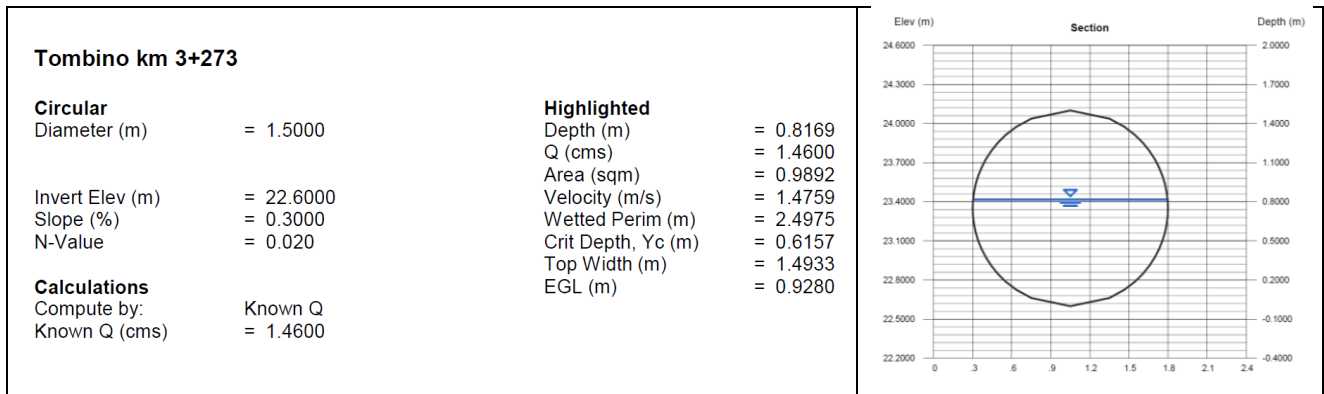 Tombino km 3+273
Circular
Diameter (m) = 1.5000
Invert Elev (m) = 22.6000
Slope (%) = 0.3000
N-Value = 0.020
Calculations
Compute by: Known Q
Known Q (cms) = 1.4600
Highlighted
Depth (m) = 0.8169
Q (cms) = 1.4600
Area (sqm) = 0.9892
Velocity (m/s) = 1.4759
Wetted Perim (m) = 2.4975
Crit Depth, Yc (m) = 0.6157
Top Width (m) = 1.4933
EGL (m) = 0.9280
Elev (m) Section Depth (m)
24.6000 2.0000
24.3000 1.7000
24.0000 1.4000
23.7000 1.1000
23.4000 0.8000
23.1000 0.5000
22.8000 0.2000
22.5000 -0.1000
22.2000 -0.4000
0 .3 .6 .9 1.2 1.5 1.8 2.1 2.4